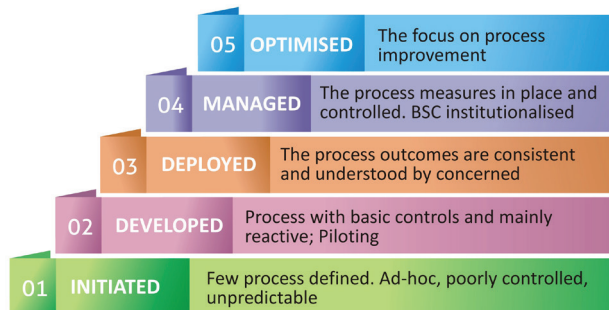 05 OPTIMISED The focus on process
improvement
04 MANAGED The process measures in place and
controlled. BSC institutionalised
03 DEPLOYED The process outcomes are consistent
and understood by concerned
02 DEVELOPED Process with basic controls and mainly
reactive; Piloting
01 INITIATED Few process defined. Ad-hoc, poorly controlled,
unpredictable